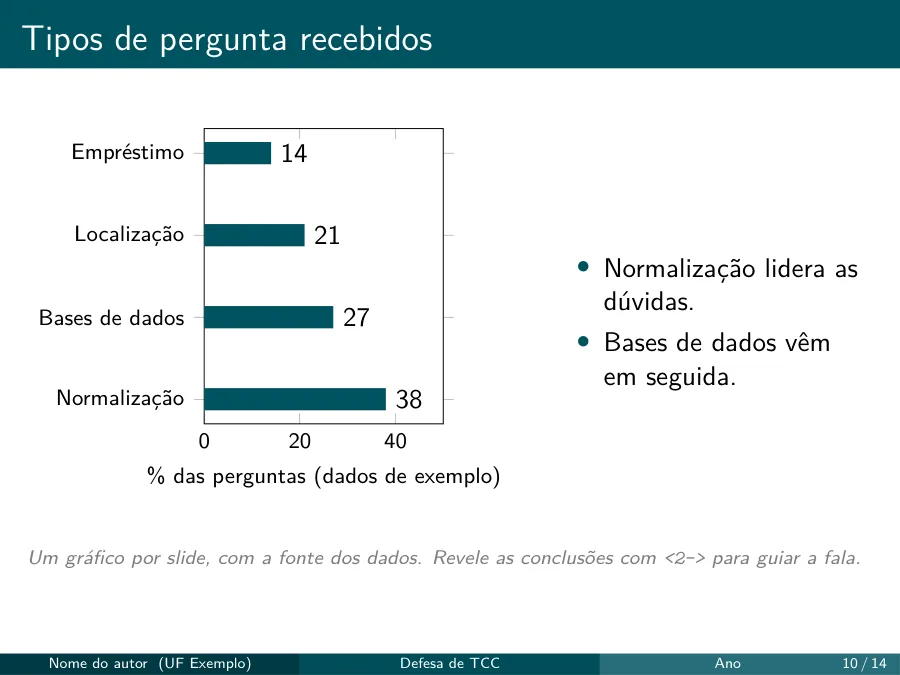 Tipos de pergunta recebidos
Empréstimo 14
Localização 21
Bases de dados 27
Normalização 38
0 20 40
% das perguntas (dados de exemplo)
• Normalização lidera as
dúvidas.
• Bases de dados vêm
em seguida.
Um gráfico por slide, com a fonte dos dados. Revele as conclusões com <2-> para guiar a fala.
Nome do autor (UF Exemplo) Defesa de TCC Ano 10 / 14